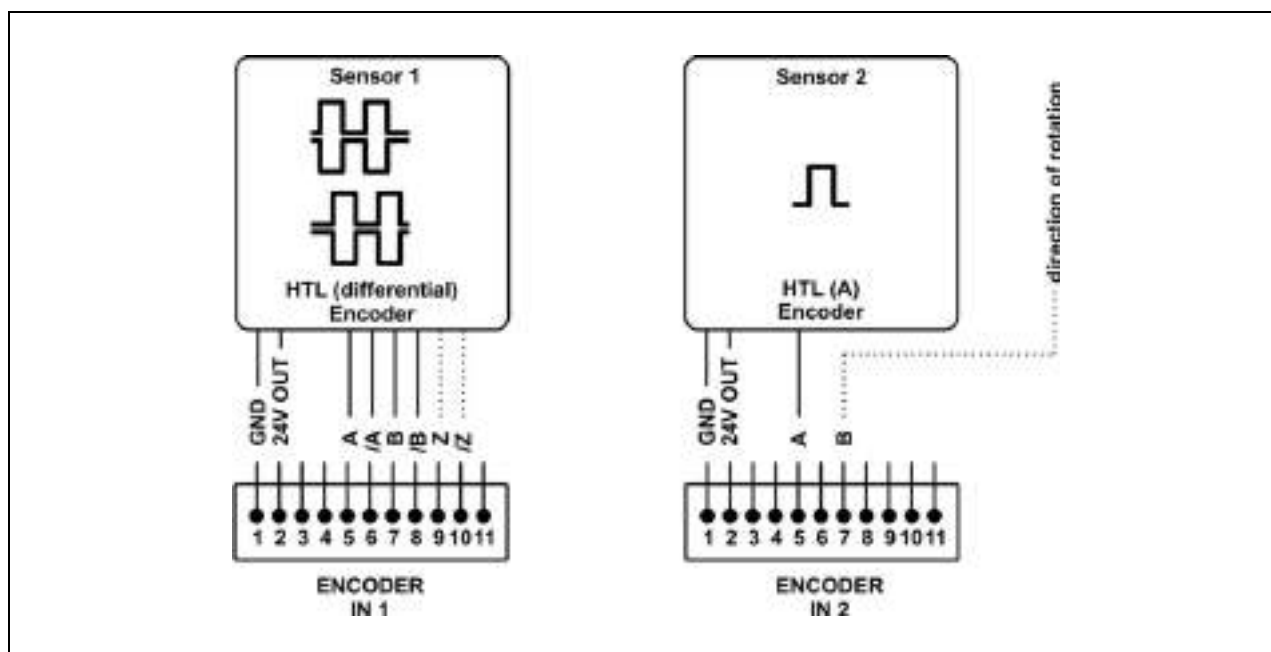 Sensor 1
HTL (differential)
Encoder
GND
24V OUT
A
/A
B
/B
Z
/Z
1 2 3 4 5 6 7 8 9 10 11
ENCODER
IN 1
Sensor 2
HTL (A)
Encoder
direction of rotation
GND
24V OUT
A
B
1 2 3 4 5 6 7 8 9 10 11
ENCODER
IN 2